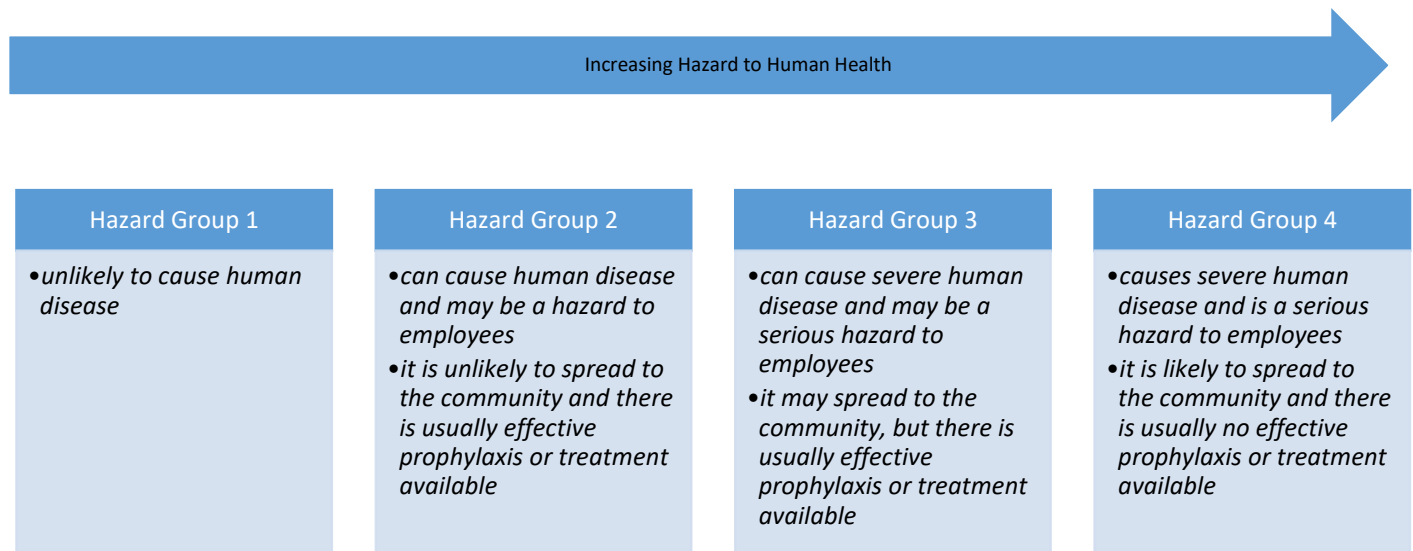 Increasing Hazard to Human Health
Hazard Group 1
•unlikely to cause human
disease
Hazard Group 2
•can cause human disease
and may be a hazard to
employees
•it is unlikely to spread to
the community and there
is usually effective
prophylaxis or treatment
available
Hazard Group 3
•can cause severe human
disease and may be a
serious hazard to
employees
•it may spread to the
community, but there is
usually effective
prophylaxis or treatment
available
Hazard Group 4
•causes severe human
disease and is a serious
hazard to employees
•it is likely to spread to
the community and there
is usually no effective
prophylaxis or treatment
available